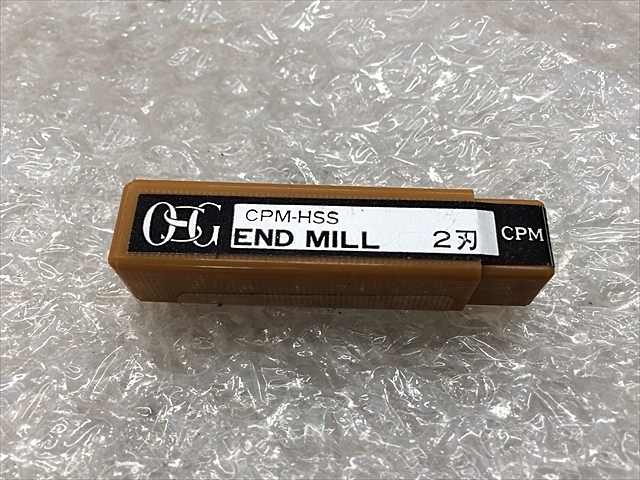 OSG
CPM-HSS
END MILL 2刃
CPM